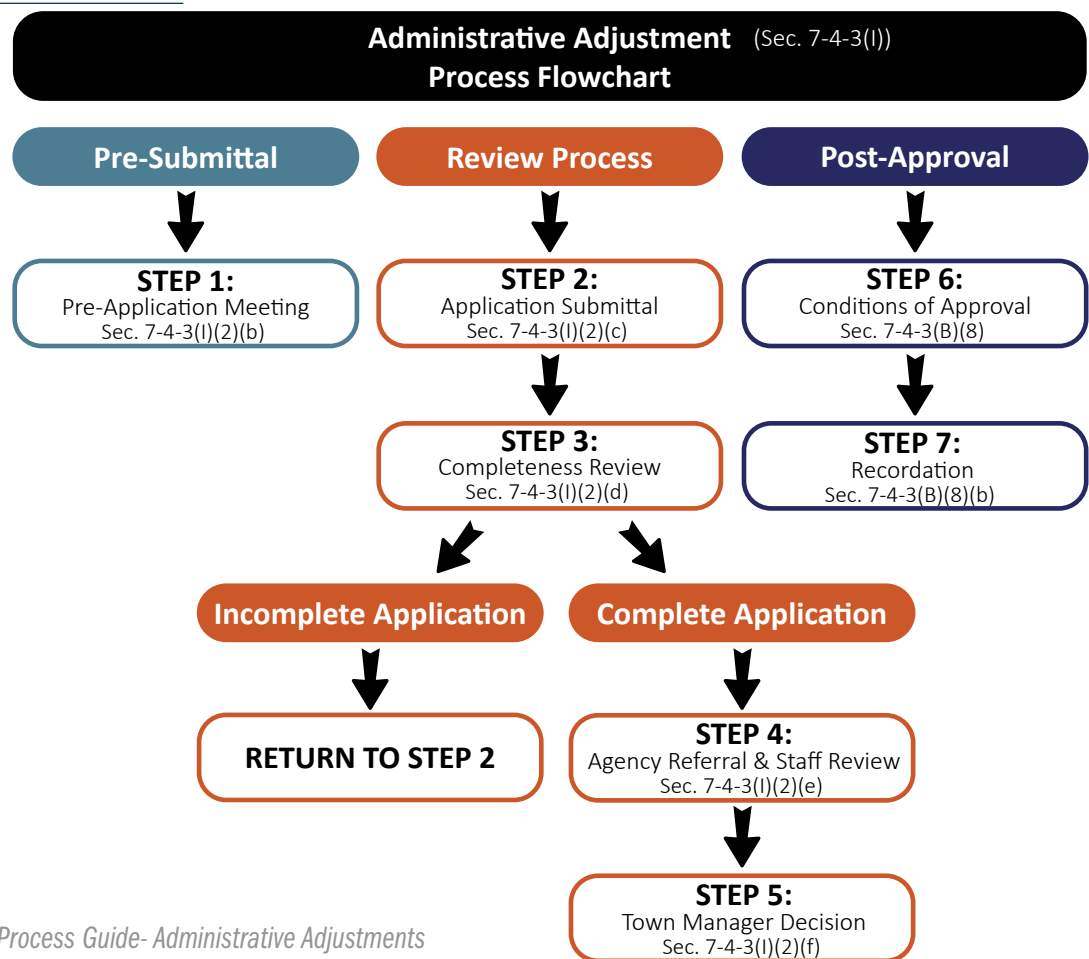 Administrative Adjustment (Sec. 7-4-3(I))
Process Flowchart
Pre-Submittal
STEP 1:
Pre-Application Meeting
Sec. 7-4-3(I)(2)(b)
Review Process
STEP 2:
Application Submittal
Sec. 7-4-3(I)(2)(c)
STEP 3:
Completeness Review
Sec. 7-4-3(I)(2)(d)
Incomplete Application
RETURN TO STEP 2
Complete Application
STEP 4:
Agency Referral & Staff Review
Sec. 7-4-3(I)(2)(e)
STEP 5:
Town Manager Decision
Sec. 7-4-3(I)(2)(f)
Post-Approval
STEP 6:
Conditions of Approval
Sec. 7-4-3(B)(8)
STEP 7:
Recordation
Sec. 7-4-3(B)(8)(b)
Process Guide- Administrative Adjustments